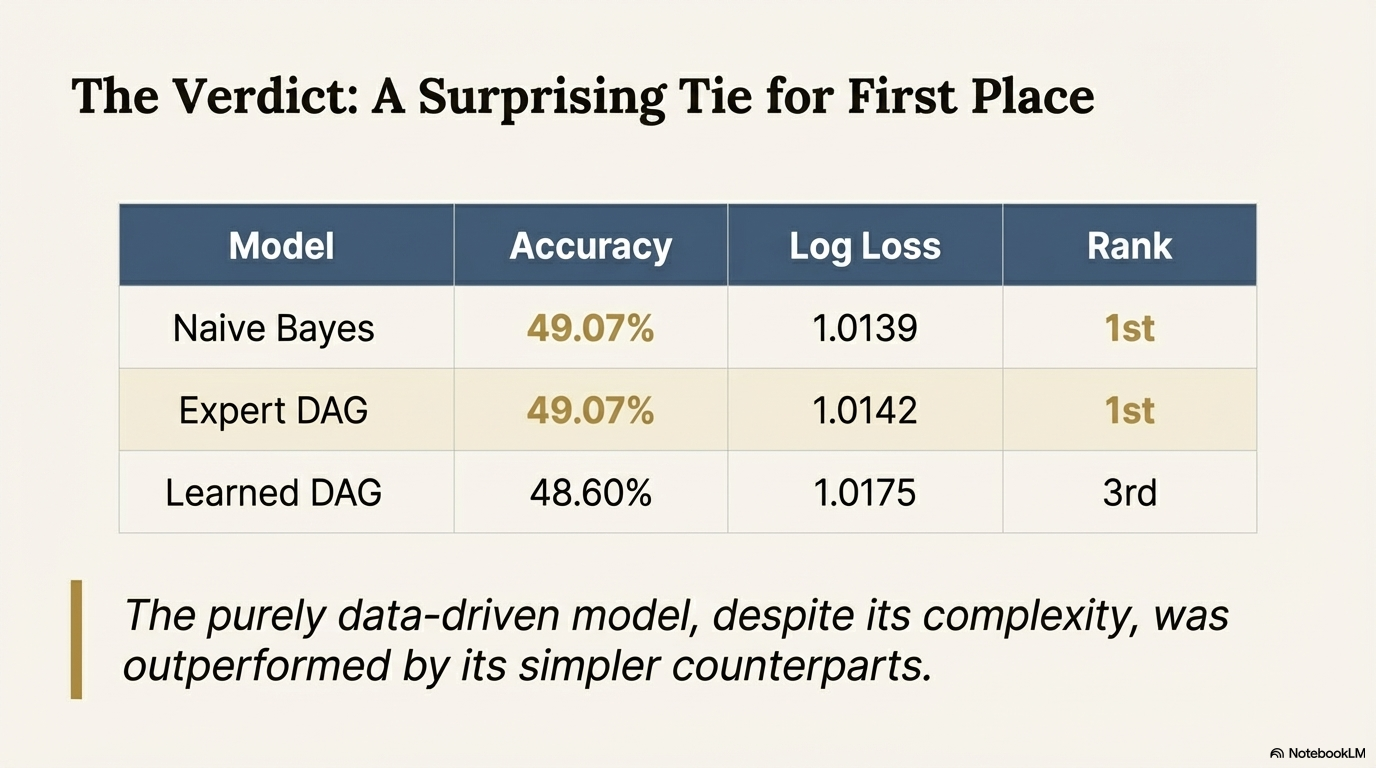 The Verdict: A Surprising Tie for First Place
Model Accuracy Log Loss Rank
Naive Bayes 49.07% 1.0139 1st
Expert DAG 49.07% 1.0142 1st
Learned DAG 48.60% 1.0175 3rd
The purely data-driven model, despite its complexity, was
outperformed by its simpler counterparts.
NotebookLM